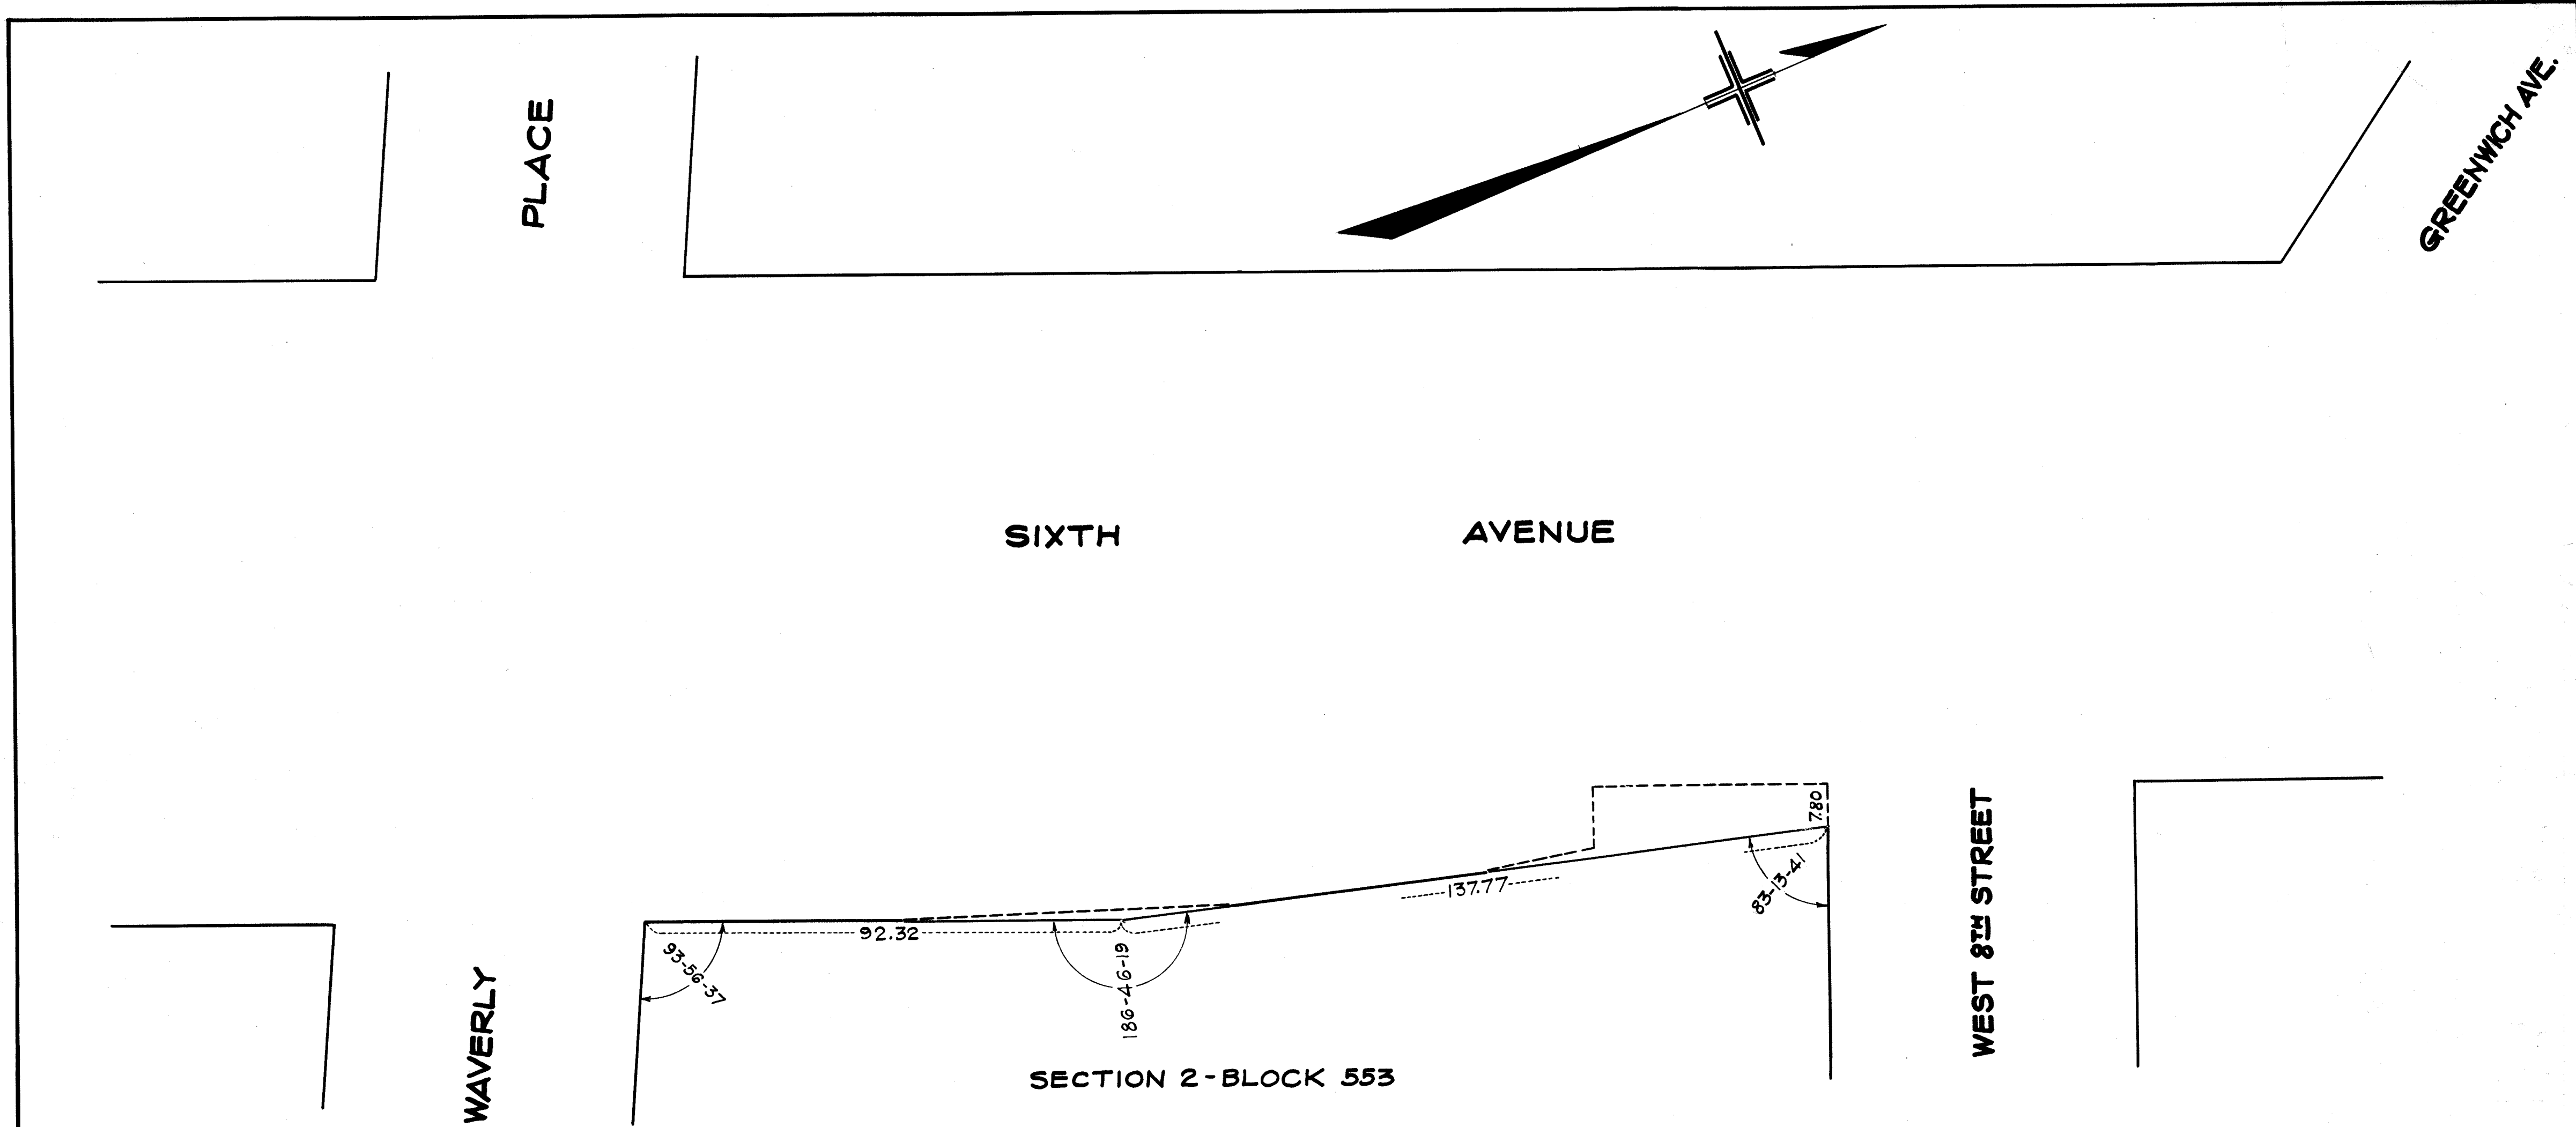 PLACE
GREENWICH AVE.
SIXTH AVENUE
7.80
137.77
83-13-41
92.32
93-56-37
186-46-19
WAVERLY
WEST 8TH STREET
SECTION 2-BLOCK 553